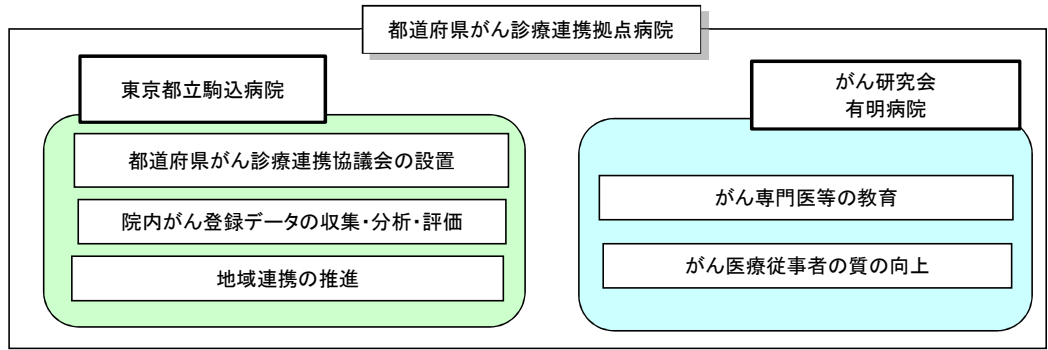 都道府県がん診療連携拠点病院
東京都立駒込病院
都道府県がん診療連携協議会の設置
院内がん登録データの収集・分析・評価
地域連携の推進
がん研究会
有明病院
がん専門医等の教育
がん医療従事者の質の向上